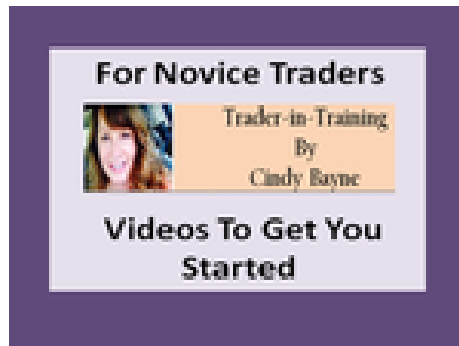 For Novice Traders
Trader-in-Training
By
Cindy Bayne
Videos To Get You
Started